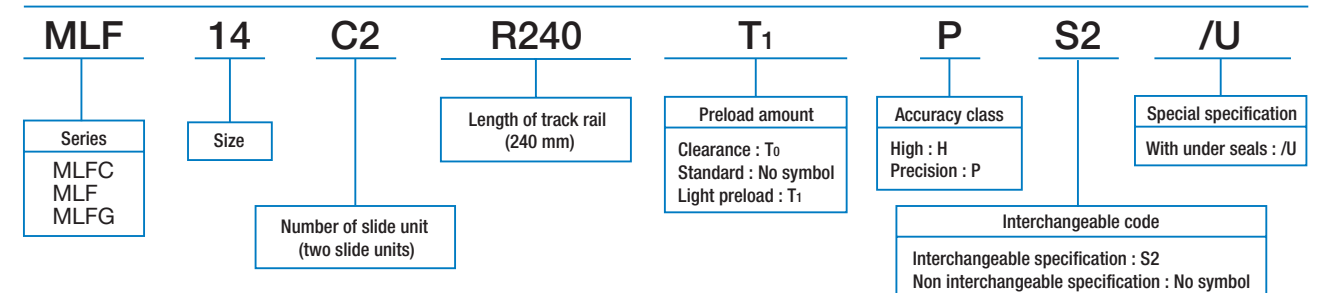 MLF 14 C2 R240 T1 P S2 /U
Series
MLFC
MLF
MLFG
Size
Number of slide unit
(two slide units)
Length of track rail
(240 mm)
Preload amount
Clearance : T0
Standard : No symbol
Light preload : T1
Accuracy class
High : H
Precision : P
Interchangeable code
Interchangeable specification : S2
Non interchangeable specification : No symbol
Special specification
With under seals : /U